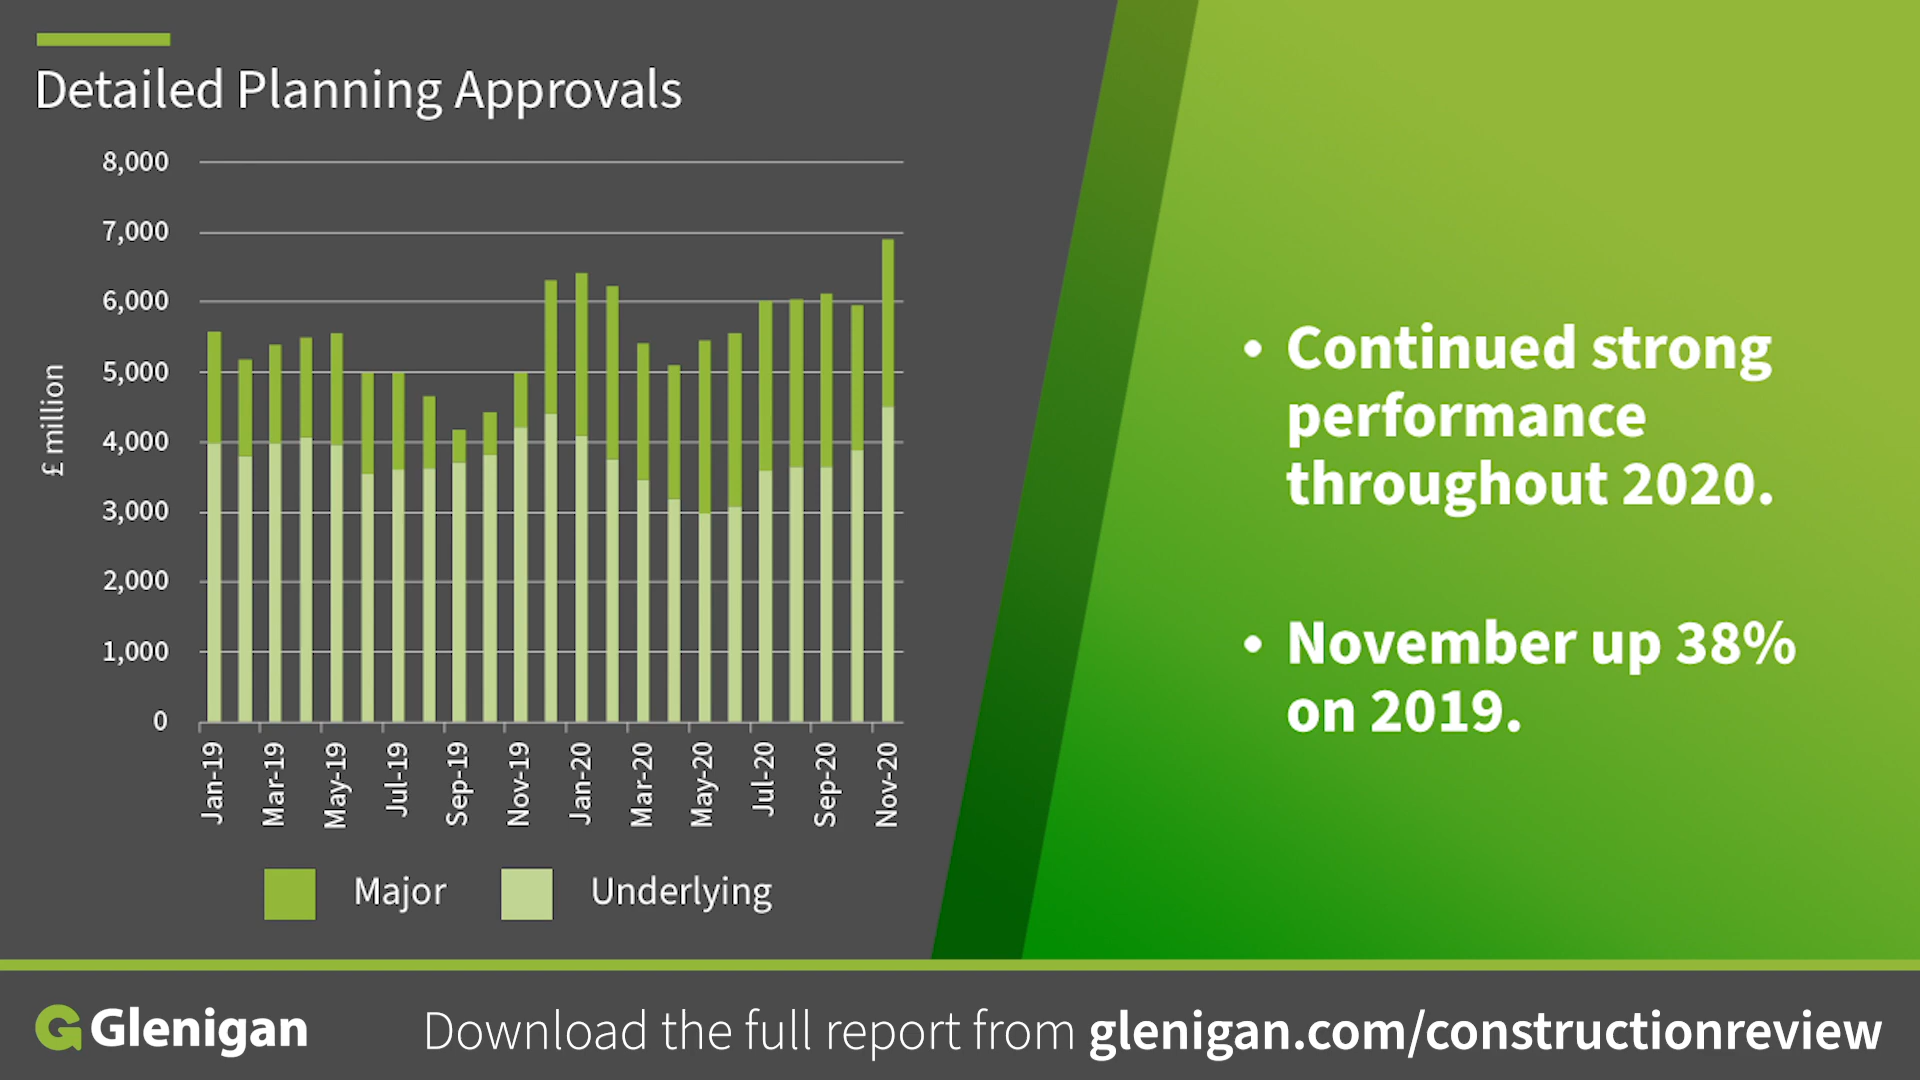 Detailed Planning Approvals
8,000
7,000
6,000
5,000
4,000
3,000
2,000
1,000
0
£ million
Jan-19
Mar-19
May-19
Jul-19
Sep-19
Nov-19
Jan-20
Mar-20
May-20
Jul-20
Sep-20
Nov-20
Major
Underlying
• Continued strong
performance
throughout 2020.
• November up 38%
on 2019.
Glenigan
Download the full report from glenigan.com/constructionreview